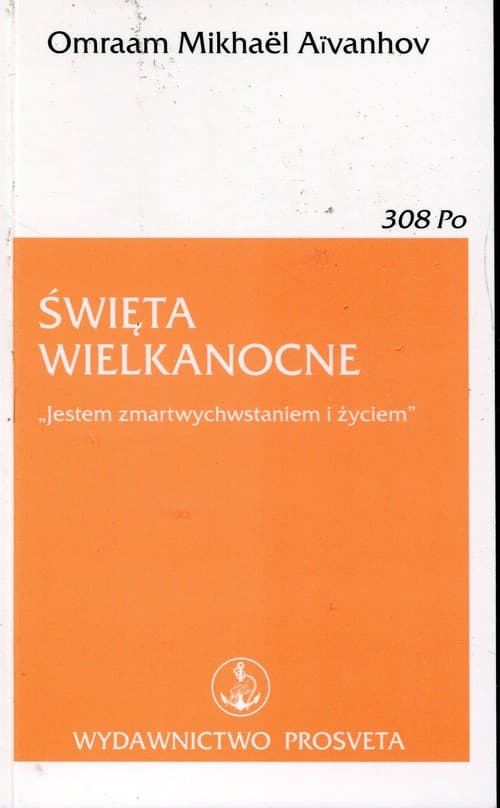 Omraam Mikhaël Aïvanhov
308 Po
ŚWIĘTA
WIELKANOCNE
„Jestem zmartwychwstaniem i życiem”
WYDAWNICTWO PROSVETA